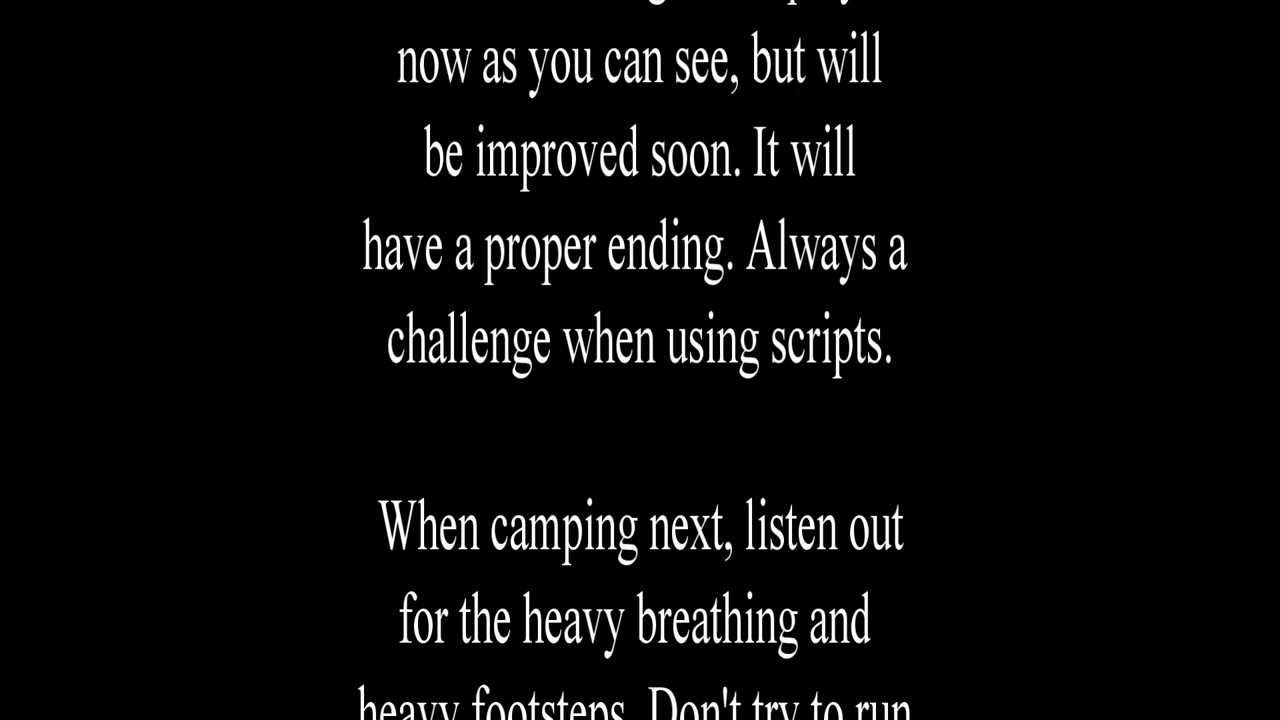 now as you can see, but will
be improved soon. It will
have a proper ending. Always a
challenge when using scripts.
When camping next, listen out
for the heavy breathing and
heavy footsteps. Don't try to run